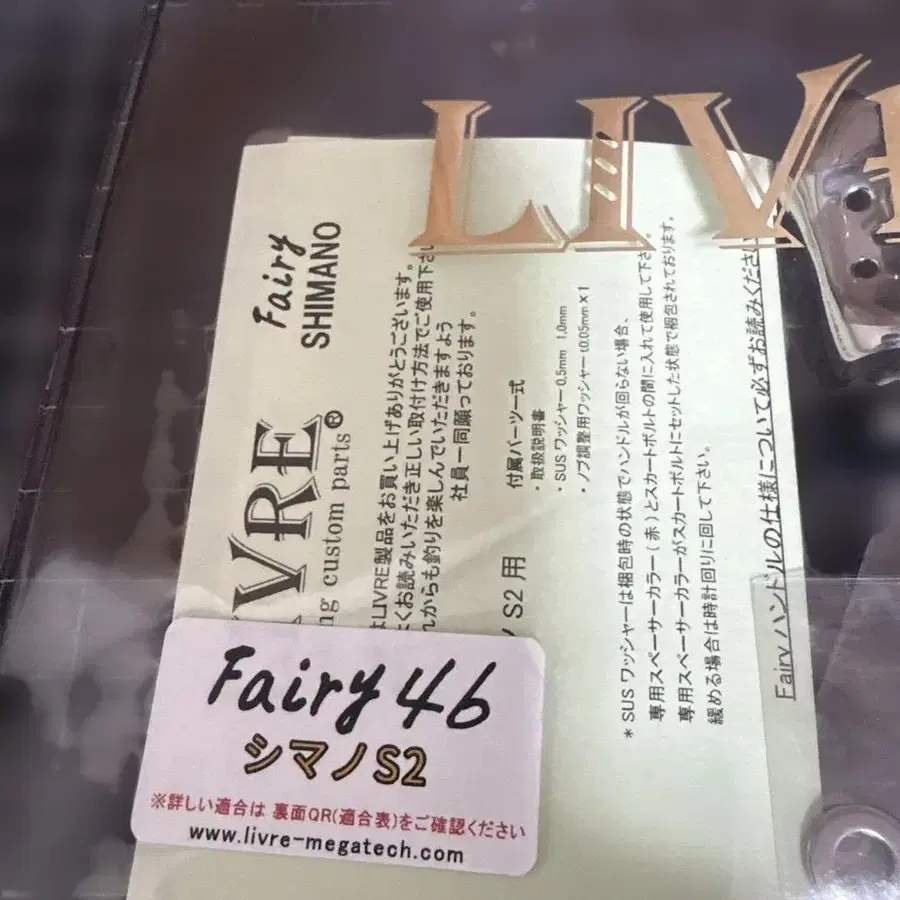 LIV
Fairy
SHIMANO
VRE
ng custom parts®
はLIVRE製品をお買い上げありがとうございます。
くお読みいただき正しい取付け方法でご使用下さい
れからも釣りを楽しんでいただきますよう
社員一同願っております。
S2 用
付属パーツ一式
・取扱説明書
・SUS ワッシャー 0.5mm 1.0mm
・ノブ調整用ワッシャー t0.05mm×1
* SUS ワッシャーは梱包時の状態でハンドルが回らない場合、
専用スペーサーカラー(赤)とスカートボルトの間に入れて使用して下さい。
専用スペーサーカラーがスカートボルトにセットした状態で梱包されております。
緩める場合は時計回りに回して下さい。
Fairy ハンドルの仕様について必ずお読みください
Fairy 46
シマノS2
※詳しい適合は 裏面QR(適合表)をご確認ください
www.livre-megatech.com